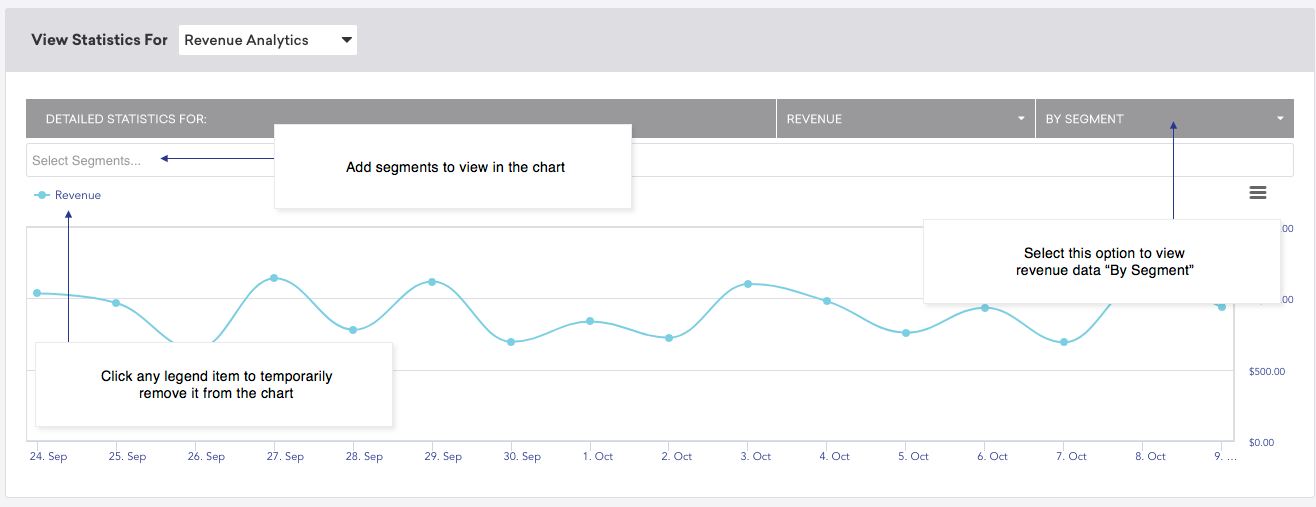 View Statistics For Revenue Analytics
DETAILED STATISTICS FOR: REVENUE BY SEGMENT
Select Segments...
Add segments to view in the chart
Revenue
Select this option to view
revenue data “By Segment”
Click any legend item to temporarily
remove it from the chart
$500.00
$0.00
24. Sep 25. Sep 26. Sep 27. Sep 28. Sep 29. Sep 30. Sep 1. Oct 2. Oct 3. Oct 4. Oct 5. Oct 6. Oct 7. Oct 8. Oct 9. ...